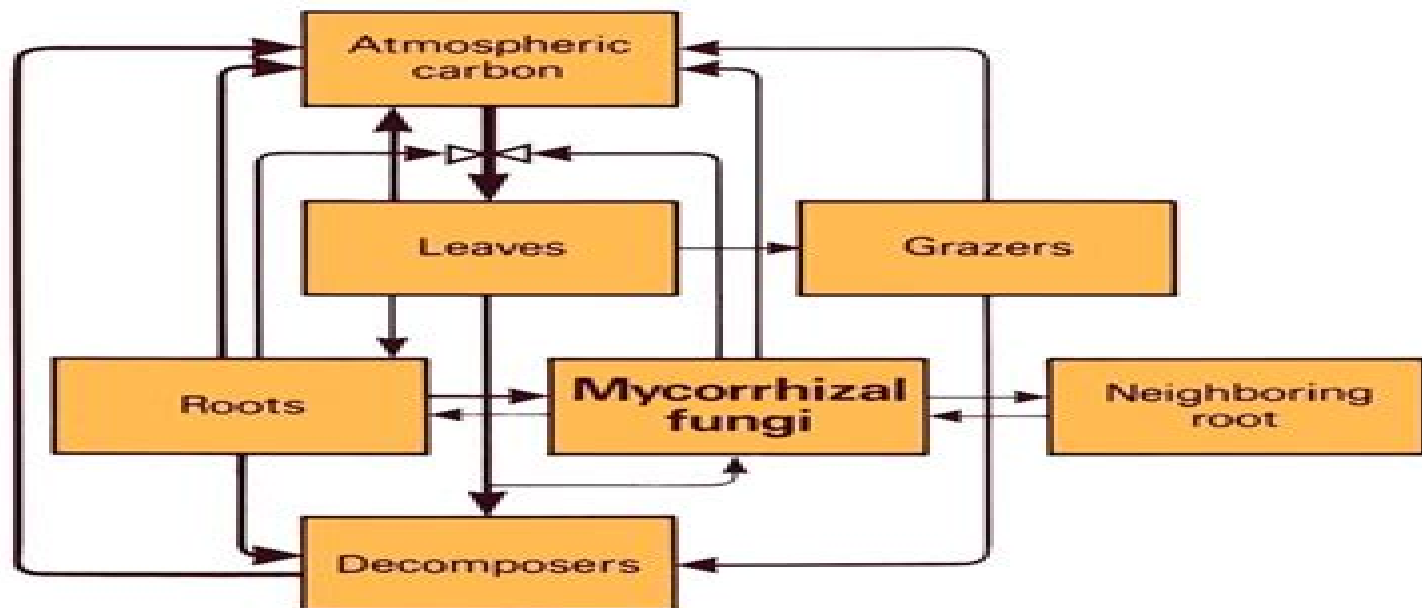 Atmospheric
carbon
Leaves
Grazers
Roots
Mycorrhizal
fungi
Neighboring
root
Decomposers